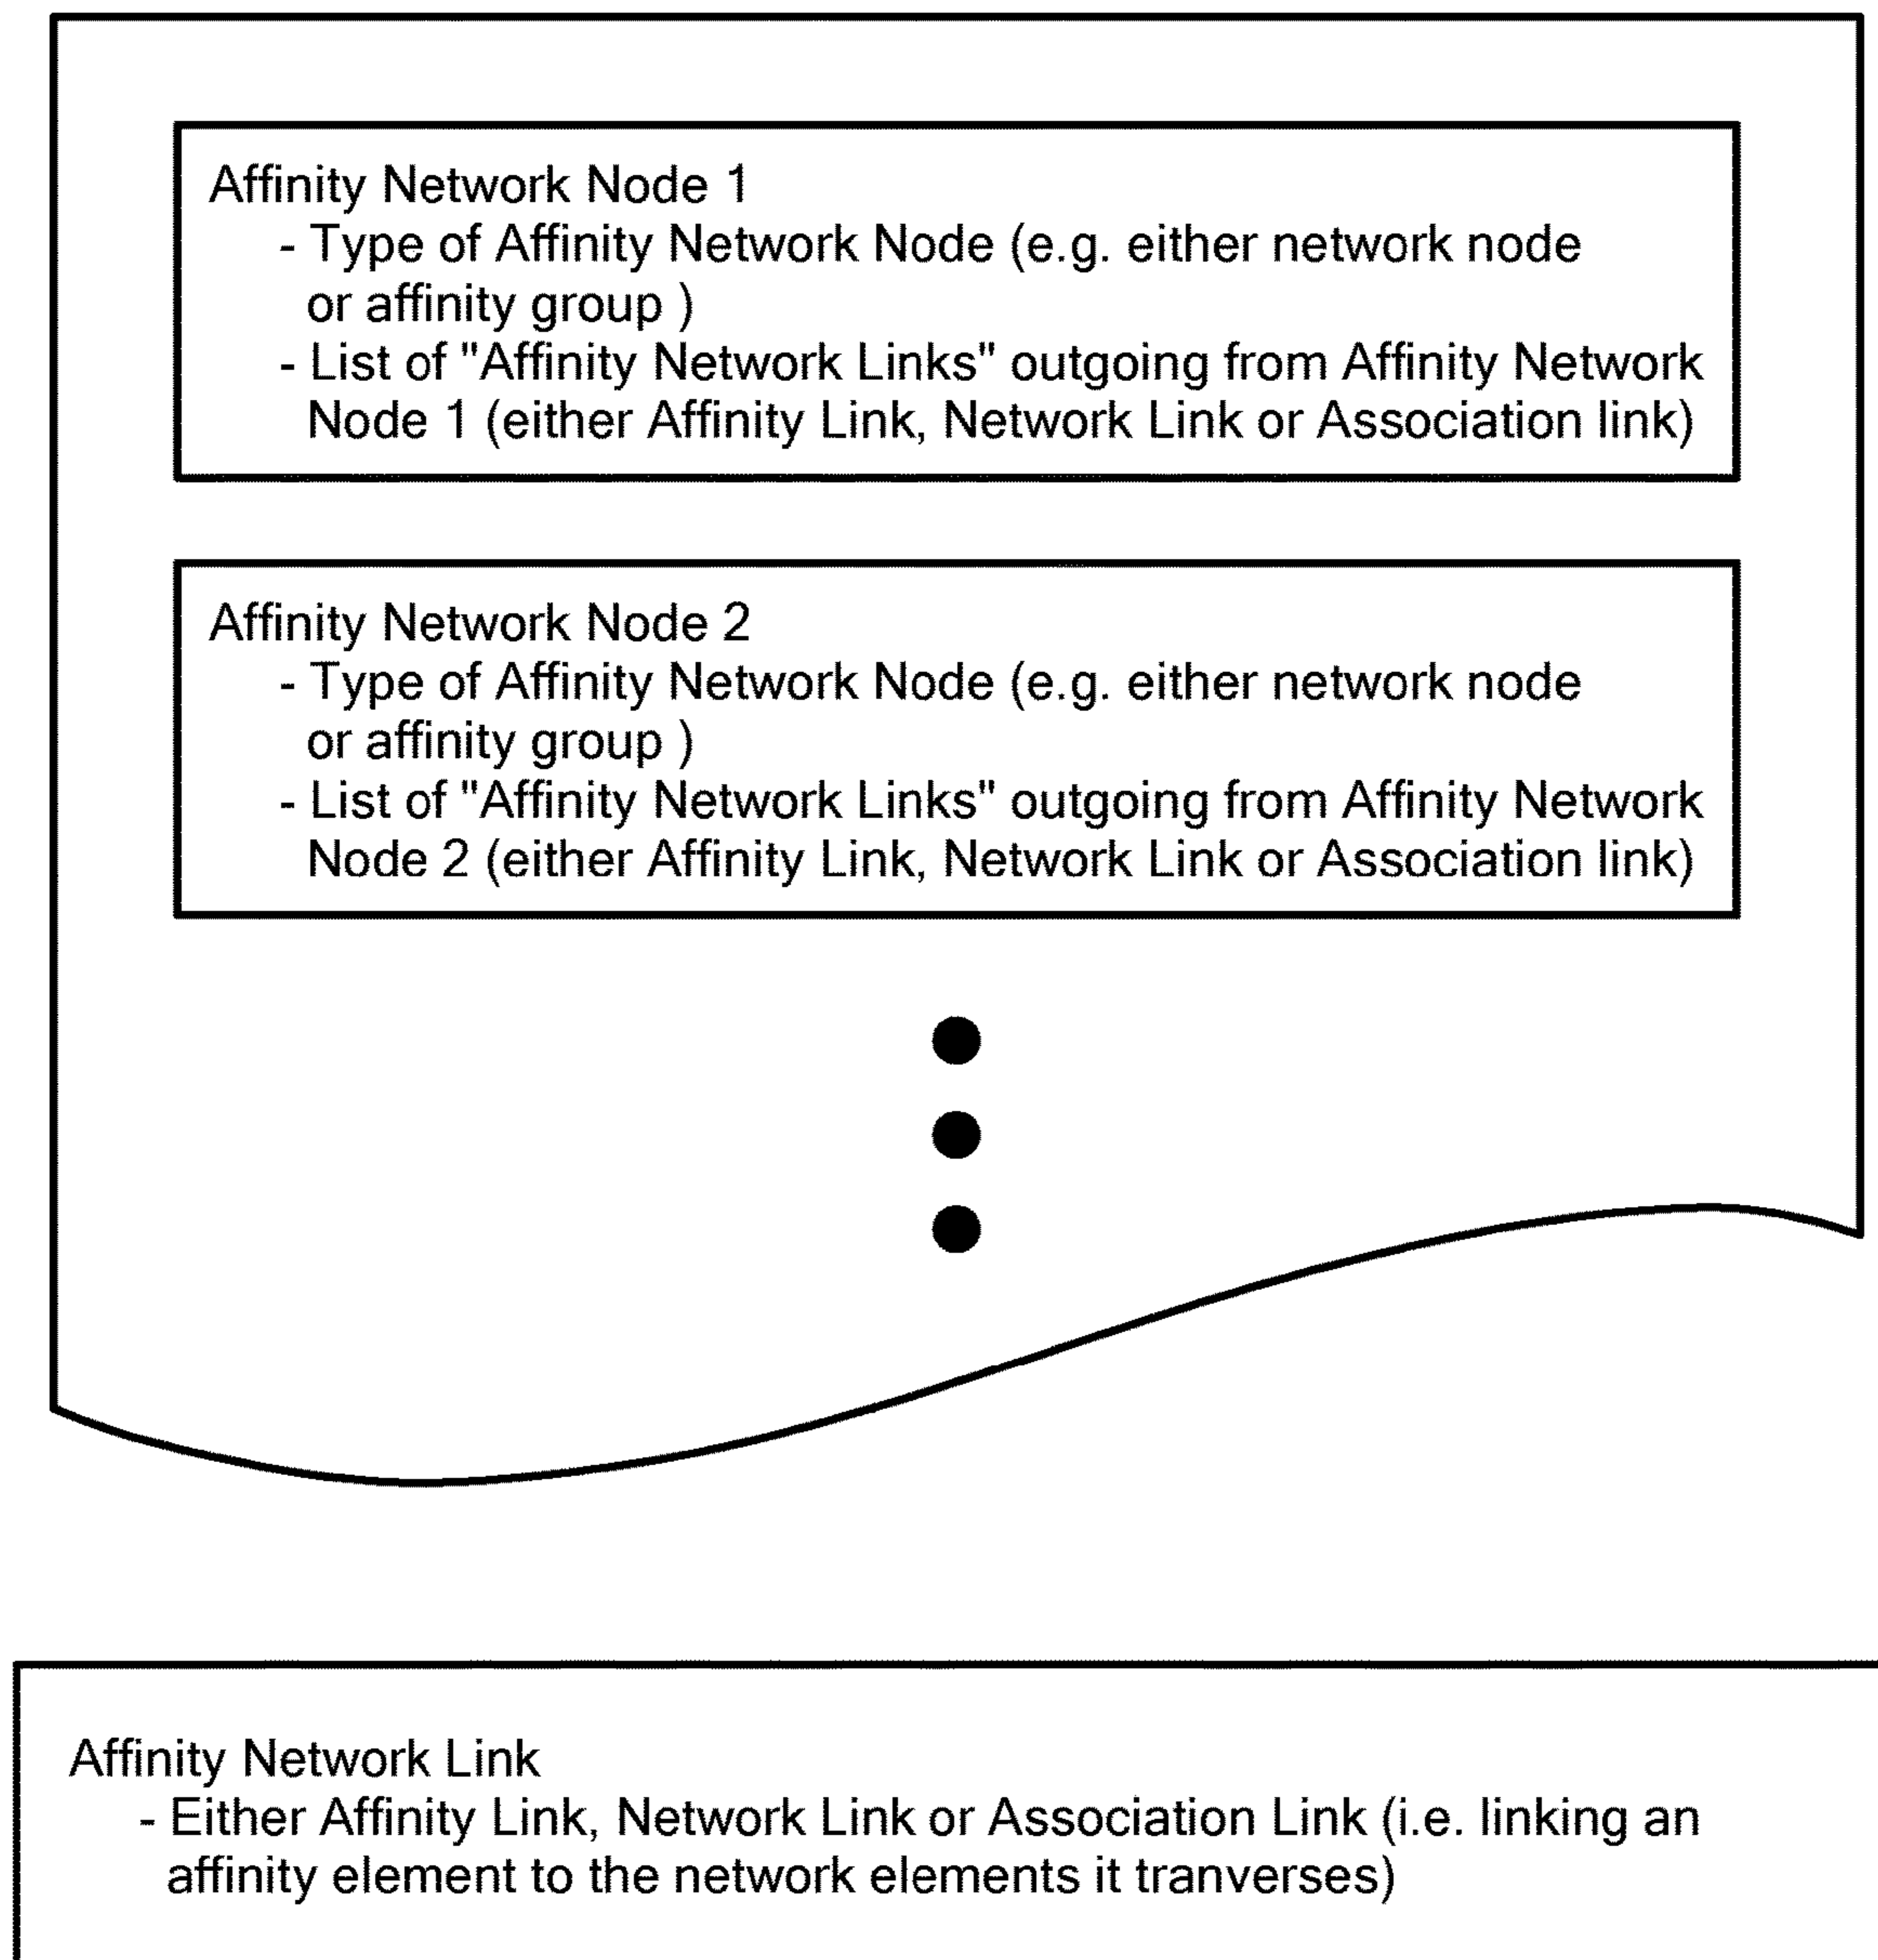 Affinity Network Node 1
- Type of Affinity Network Node (e.g. either network node
or affinity group )
- List of "Affinity Network Links" outgoing from Affinity Network
Node 1 (either Affinity Link, Network Link or Association link)
Affinity Network Node 2
- Type of Affinity Network Node (e.g. either network node
or affinity group )
- List of "Affinity Network Links" outgoing from Affinity Network
Node 2 (either Affinity Link, Network Link or Association link)
Affinity Network Link
- Either Affinity Link, Network Link or Association Link (i.e. linking an
affinity element to the network elements it tranverses)